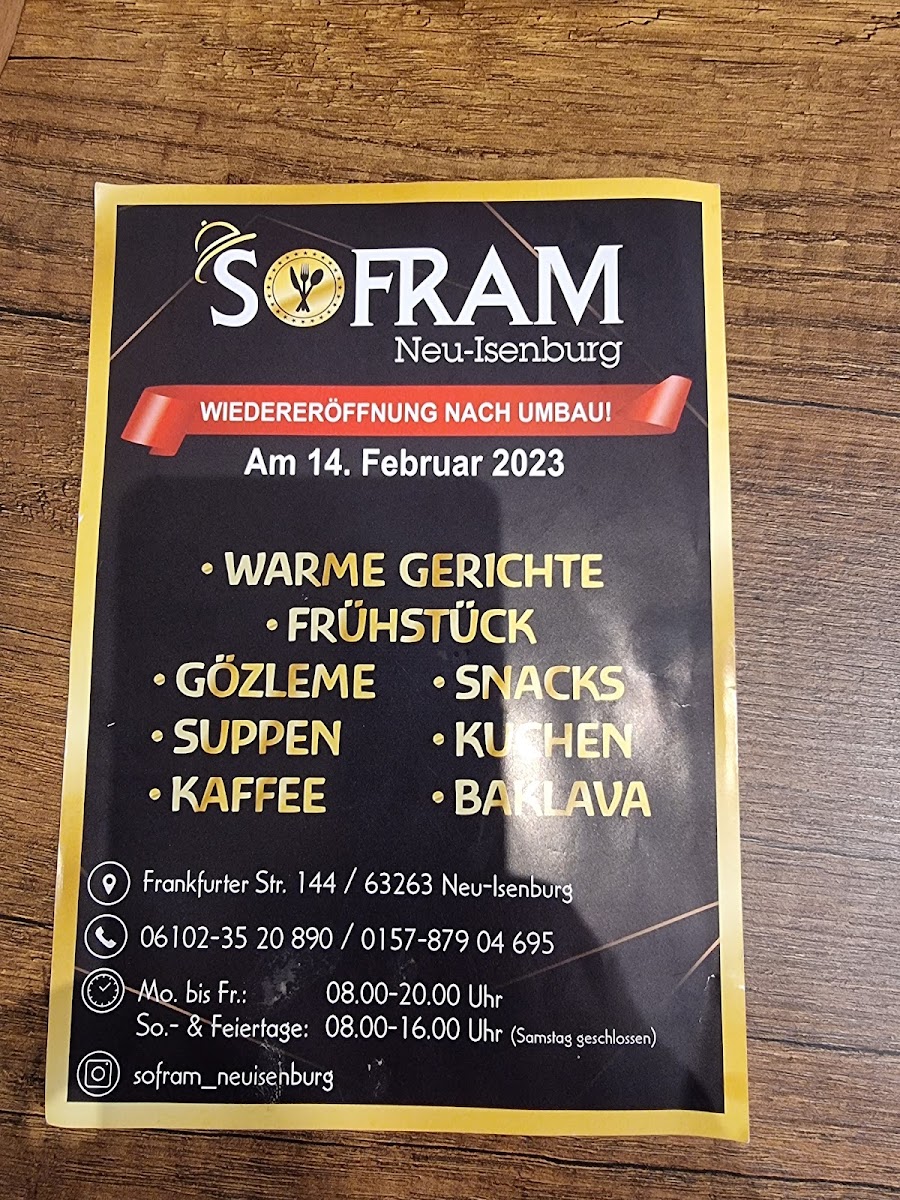 SOFRAM
Neu-Isenburg
WIEDERERÖFFNUNG NACH UMBAU!
Am 14. Februar 2023
• WARME GERICHTE
• FRÜHSTÜCK
• GÖZLEME • SNACKS
• SUPPEN • KUCHEN
• KAFFEE • BAKLAVA
Frankfurter Str. 144 / 63263 Neu-Isenburg
06102-35 20 890 / 0157-879 04 695
Mo. bis Fr.: 08.00-20.00 Uhr
So.- & Feiertage: 08.00-16.00 Uhr (Samstag geschlossen)
sofram_neuisenburg